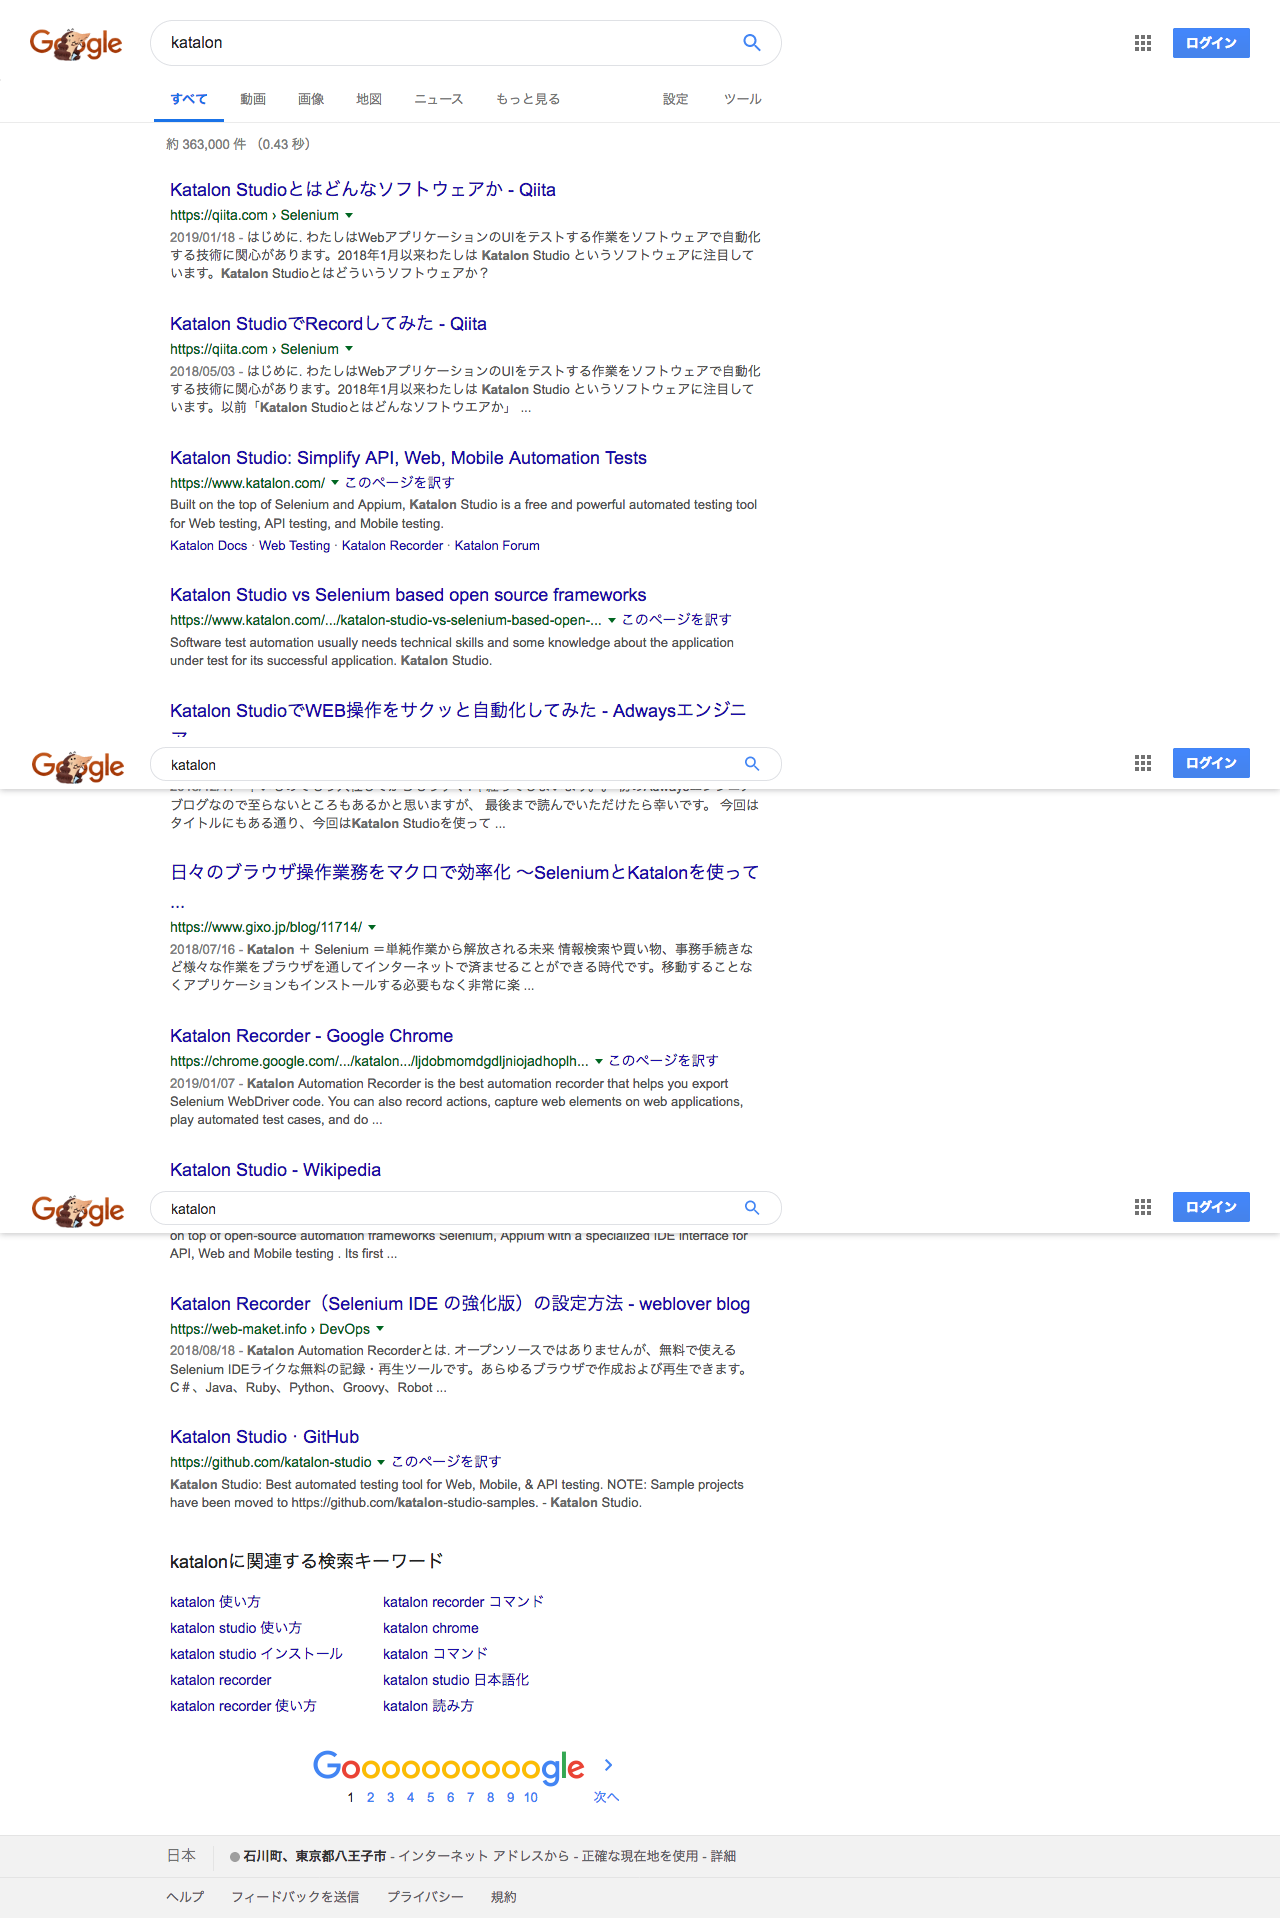 Google
katalon
ログイン
すべて 動画 画像 地図 ニュース もっと見る 設定 ツール
約 363,000 件 （0.43 秒）
Katalon Studioとはどんなソフトウェアか - Qiita
https://qiita.com › Selenium
2019/01/18 - はじめに. わたしはWebアプリケーションのUIをテストする作業をソフトウェアで自動化
する技術に関心があります。2018年1月以来わたしは Katalon Studio というソフトウェアに注目して
います。Katalon Studioとはどういうソフトウェアか？
Katalon StudioでRecordしてみた - Qiita
https://qiita.com › Selenium
2018/05/03 - はじめに. わたしはWebアプリケーションのUIをテストする作業をソフトウェアで自動化
する技術に関心があります。2018年1月以来わたしは Katalon Studio というソフトウェアに注目して
います。以前「Katalon Studioとはどんなソフトウエアか」 ...
Katalon Studio: Simplify API, Web, Mobile Automation Tests
https://www.katalon.com/ このページを訳す
Built on the top of Selenium and Appium, Katalon Studio is a free and powerful automated testing tool
for Web testing, API testing, and Mobile testing.
Katalon Docs · Web Testing · Katalon Recorder · Katalon Forum
Katalon Studio vs Selenium based open source frameworks
https://www.katalon.com/.../katalon-studio-vs-selenium-based-open-... このページを訳す
Software test automation usually needs technical skills and some knowledge about the application
under test for its successful application. Katalon Studio.
Katalon StudioでWEB操作をサクッと自動化してみた - Adwaysエンジニ
Google
katalon
ログイン
ブログなので至らないところもあるかと思いますが、 最後まで読んでいただけたら幸いです。 今回は
タイトルにもある通り、今回はKatalon Studioを使って ...
日々のブラウザ操作業務をマクロで効率化 〜SeleniumとKatalonを使って
...
https://www.gixo.jp/blog/11714/
2018/07/16 - Katalon ＋ Selenium ＝単純作業から解放される未来 情報検索や買い物、事務手続きな
ど様々な作業をブラウザを通してインターネットで済ませることができる時代です。移動することな
くアプリケーションもインストールする必要もなく非常に楽 ...
Katalon Recorder - Google Chrome
https://chrome.google.com/.../katalon.../ljdobmomdgdljniojadhoplh... このページを訳す
2019/01/07 - Katalon Automation Recorder is the best automation recorder that helps you export
Selenium WebDriver code. You can also record actions, capture web elements on web applications,
play automated test cases, and do ...
Katalon Studio - Wikipedia
Google
katalon
ログイン
on top of open-source automation frameworks Selenium, Appium with a specialized IDE interface for
API, Web and Mobile testing . Its first ...
Katalon Recorder（Selenium IDE の強化版）の設定方法 - weblover blog
https://web-maket.info › DevOps
2018/08/18 - Katalon Automation Recorderとは. オープンソースではありませんが、無料で使える
Selenium IDEライクな無料の記録・再生ツールです。あらゆるブラウザで作成および再生できます。
C＃、Java、Ruby、Python、Groovy、Robot ...
Katalon Studio · GitHub
https://github.com/katalon-studio このページを訳す
Katalon Studio: Best automated testing tool for Web, Mobile, & API testing. NOTE: Sample projects
have been moved to https://github.com/katalon-studio-samples. - Katalon Studio.
katalonに関連する検索キーワード
katalon 使い方 katalon recorder コマンド
katalon studio 使い方 katalon chrome
katalon studio インストール katalon コマンド
katalon recorder katalon studio 日本語化
katalon recorder 使い方 katalon 読み方
Goooooooooogle
1 2 3 4 5 6 7 8 9 10 次へ
日本 石川町、東京都八王子市 - インターネット アドレスから - 正確な現在地を使用 - 詳細
ヘルプ フィードバックを送信 プライバシー 規約